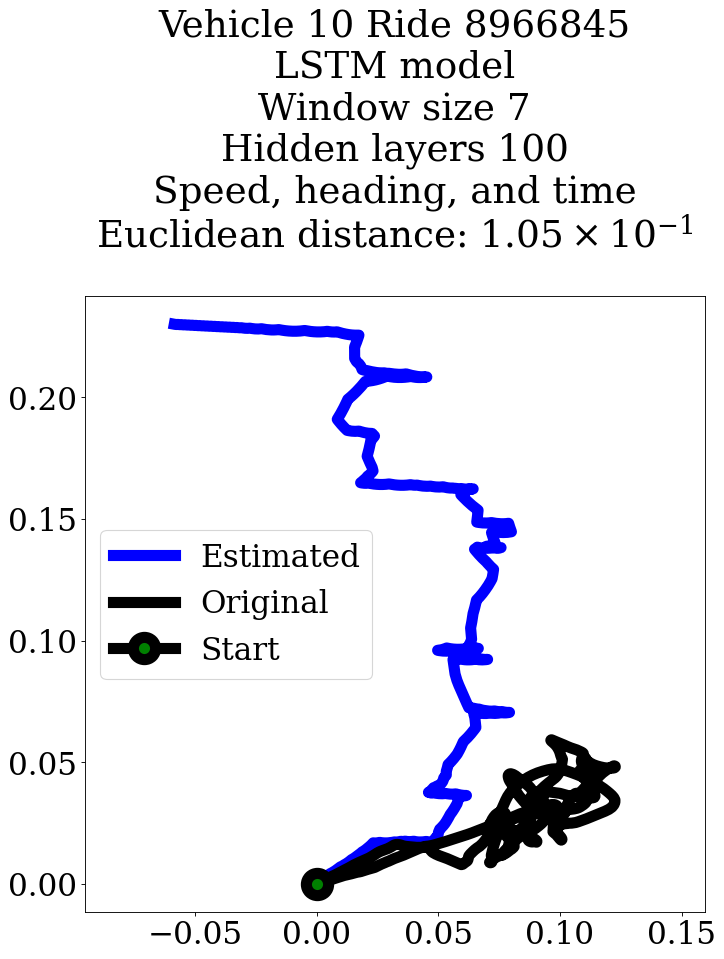 Vehicle 10 Ride 8966845
LSTM model
Window size 7
Hidden layers 100
Speed, heading, and time
Euclidean distance: 1.05 × 10⁻¹
0.20
0.15
0.10
0.05
0.00
Estimated
Original
Start
−0.05 0.00 0.05 0.10 0.15